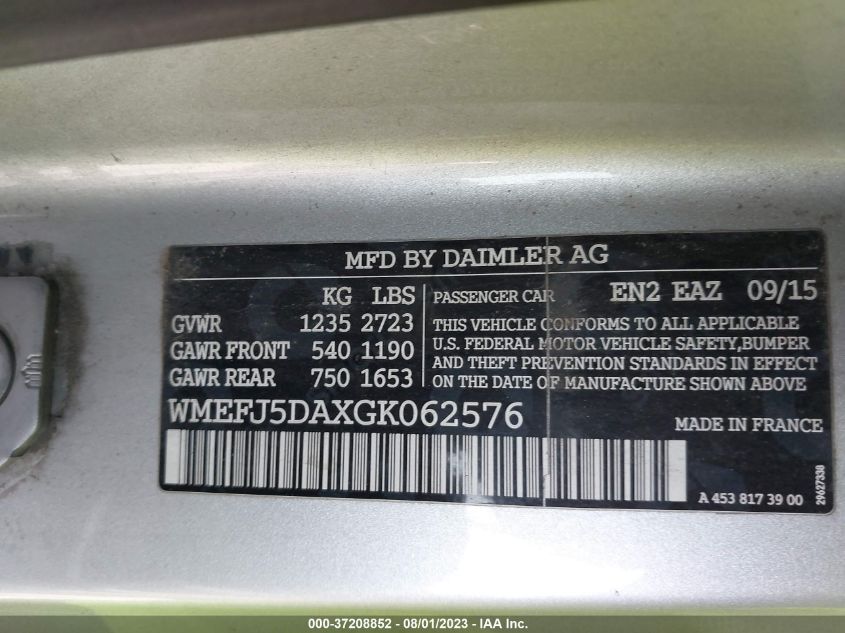 MFD BY DAIMLER AG
KG LBS
GVWR 1235 2723
GAWR FRONT 540 1190
GAWR REAR 750 1653
PASSENGER CAR EN2 EAZ 09/15
THIS VEHICLE CONFORMS TO ALL APPLICABLE
U.S. FEDERAL MOTOR VEHICLE SAFETY,BUMPER
AND THEFT PREVENTION STANDARDS IN EFFECT
ON THE DATE OF MANUFACTURE SHOWN ABOVE
WMEFJ5DAXGK062576
MADE IN FRANCE
A 453 817 39 00
29627338
000-37208852 - 08/01/2023 - IAA Inc.